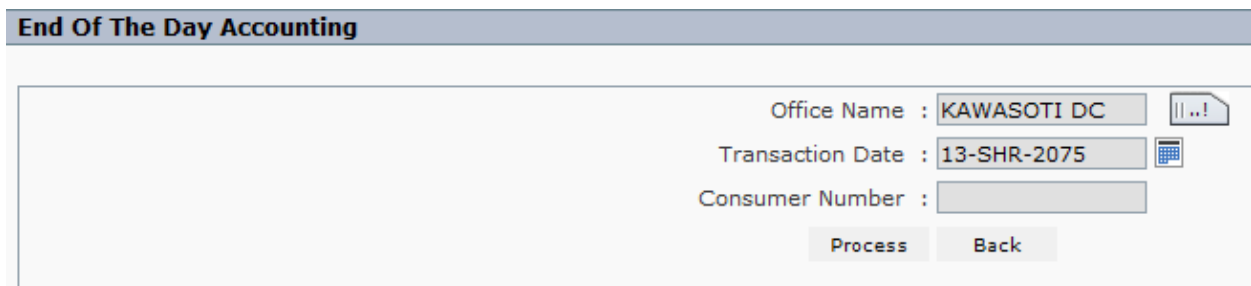 End Of The Day Accounting
Office Name : KAWASOTI DC ||..!
Transaction Date : 13-SHR-2075
Consumer Number :
Process Back